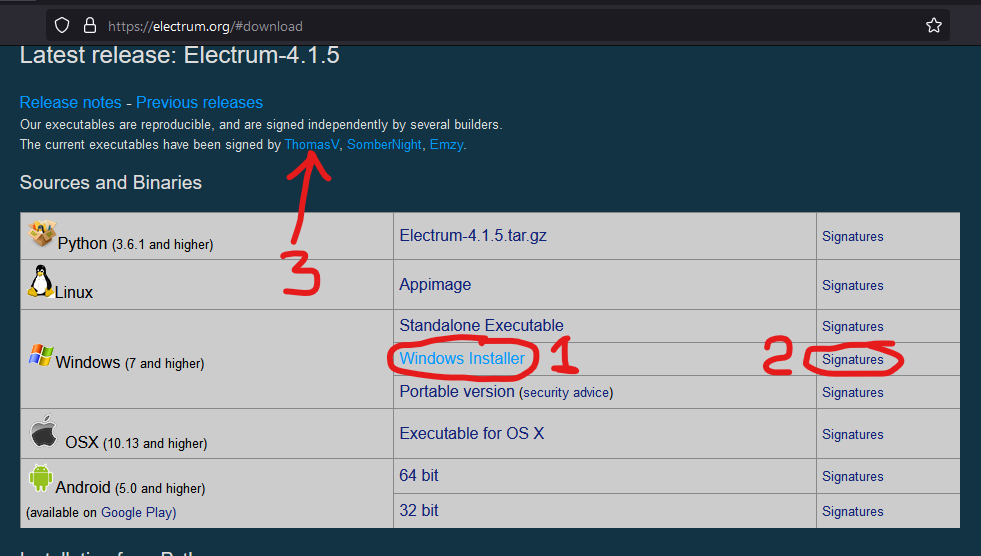 https://electrum.org/#download
Latest release: Electrum-4.1.5
Release notes - Previous releases
Our executables are reproducible, and are signed independently by several builders.
The current executables have been signed by ThomasV, SomberNight, Emzy.
3
Sources and Binaries
Python (3.6.1 and higher) Electrum-4.1.5.tar.gz Signatures
Linux Appimage Signatures
Windows (7 and higher)
Standalone Executable Signatures
Windows Installer 1 2 Signatures
Portable version (security advice) Signatures
OSX (10.13 and higher) Executable for OS X Signatures
Android (5.0 and higher)
(available on Google Play)
64 bit Signatures
32 bit Signatures